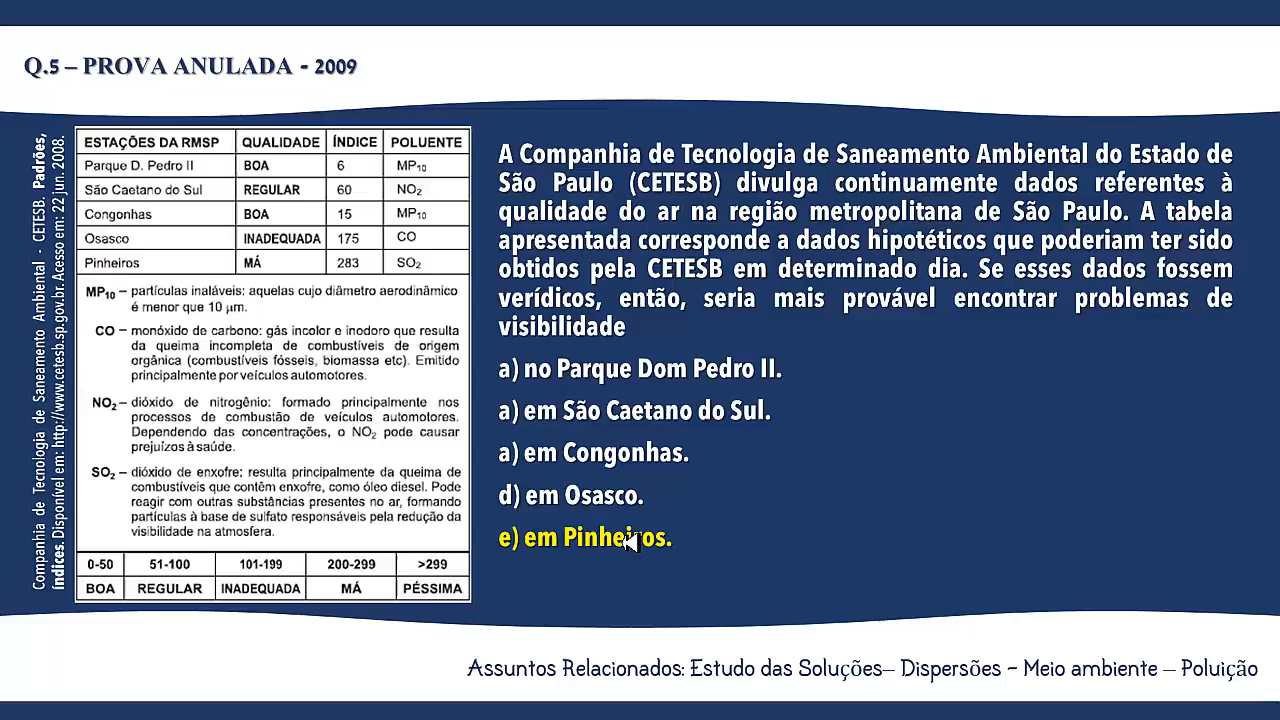 Q.5 – PROVA ANULADA - 2009
Companhia de Tecnologia de Saneamento Ambiental - CETESB. Padrões,
Índices. Disponível em: http://www.cetesb.sp.gov.br. Acesso em: 22 jun. 2008.
ESTAÇÕES DA RMSP QUALIDADE ÍNDICE POLUENTE
Parque D. Pedro II BOA 6 MP10
São Caetano do Sul REGULAR 60 NO2
Congonhas BOA 15 MP10
Osasco INADEQUADA 175 CO
Pinheiros MÁ 283 SO2
MP10 – partículas inaláveis: aquelas cujo diâmetro aerodinâmico
é menor que 10 μm.
CO – monóxido de carbono: gás incolor e inodoro que resulta
da queima incompleta de combustíveis de origem
orgânica (combustíveis fósseis, biomassa etc). Emitido
principalmente por veículos automotores.
NO2 – dióxido de nitrogênio: formado principalmente nos
processos de combustão de veículos automotores.
Dependendo das concentrações, o NO2 pode causar
prejuízos à saúde.
SO2 – dióxido de enxofre: resulta principalmente da queima de
combustíveis que contêm enxofre, como óleo diesel. Pode
reagir com outras substâncias presentes no ar, formando
partículas à base de sulfato responsáveis pela redução da
visibilidade na atmosfera.
0-50 51-100 101-199 200-299 >299
BOA REGULAR INADEQUADA MÁ PÉSSIMA
A Companhia de Tecnologia de Saneamento Ambiental do Estado de
São Paulo (CETESB) divulga continuamente dados referentes à
qualidade do ar na região metropolitana de São Paulo. A tabela
apresentada corresponde a dados hipotéticos que poderiam ter sido
obtidos pela CETESB em determinado dia. Se esses dados fossem
verídicos, então, seria mais provável encontrar problemas de
visibilidade
a) no Parque Dom Pedro II.
a) em São Caetano do Sul.
a) em Congonhas.
d) em Osasco.
e) em Pinheiros.
Assuntos Relacionados: Estudo das Soluções– Dispersões – Meio ambiente – Poluição